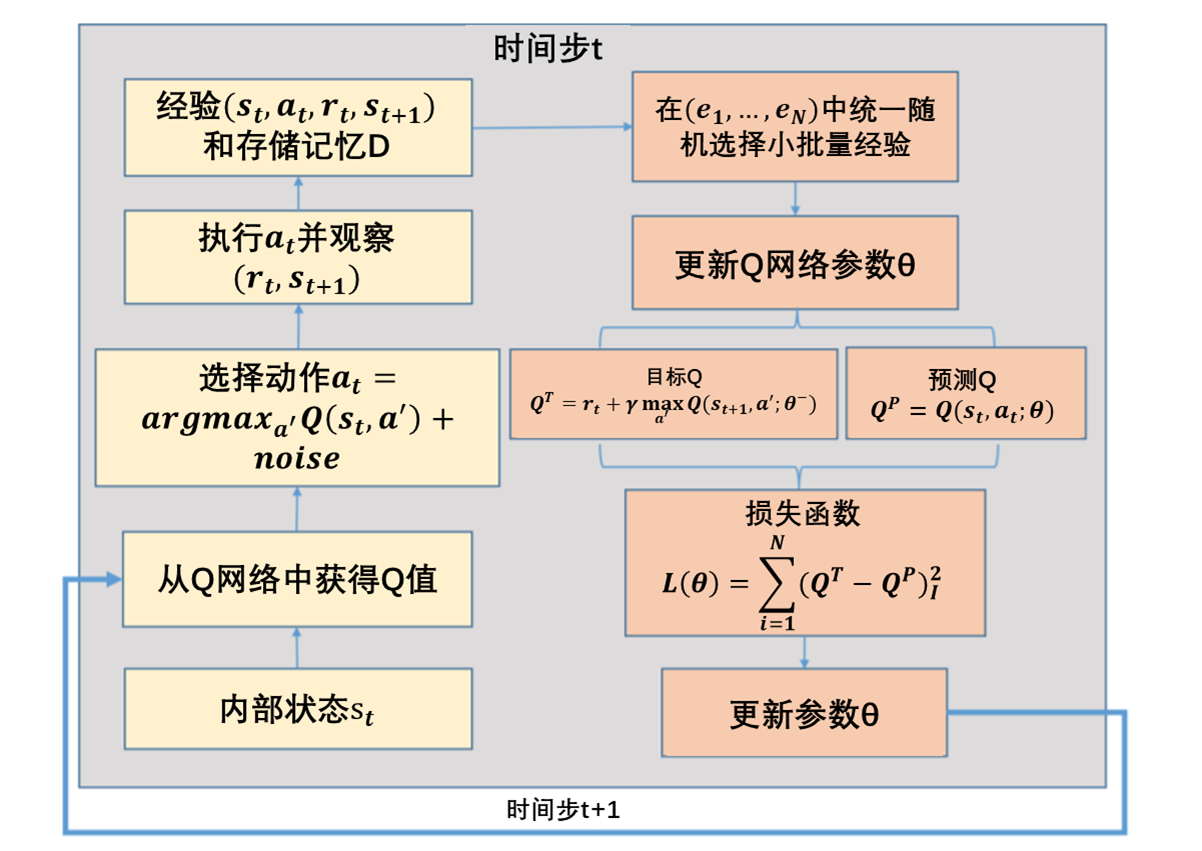 时间步t
经验(s_t, a_t, r_t, s_{t+1})
和存储记忆D
执行a_t并观察
(r_t, s_{t+1})
选择动作a_t =
argmax_{a′}Q(s_t, a′) +
noise
从Q网络中获得Q值
内部状态s_t
在(e_1, …, e_N)中统一随
机选择小批量经验
更新Q网络参数θ
目标Q
Q^T = r_t + γ max_{a′} Q(s_{t+1}, a′; θ^−)
预测Q
Q^P = Q(s_t, a_t; θ)
损失函数
L(θ) = ∑_{i=1}^{N} (Q^T − Q^P)_I^2
更新参数θ
时间步t+1